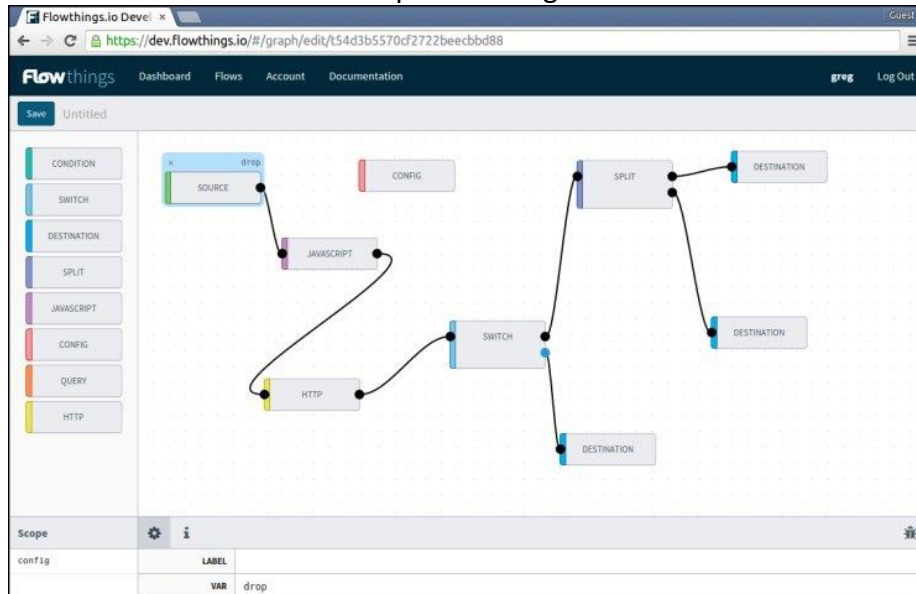 Flowthings.io Devel ×
Guest
https://dev.flowthings.io/#/graph/edit/t54d3b5570cf2722beecbbd88
Flowthings Dashboard Flows Account Documentation greg Log Out
Save Untitled
CONDITION
SWITCH
DESTINATION
SPLIT
JAVASCRIPT
CONFIG
QUERY
HTTP
× drop
SOURCE
CONFIG
SPLIT
DESTINATION
JAVASCRIPT
SWITCH
DESTINATION
HTTP
DESTINATION
Scope i
config LABEL
VAR drop